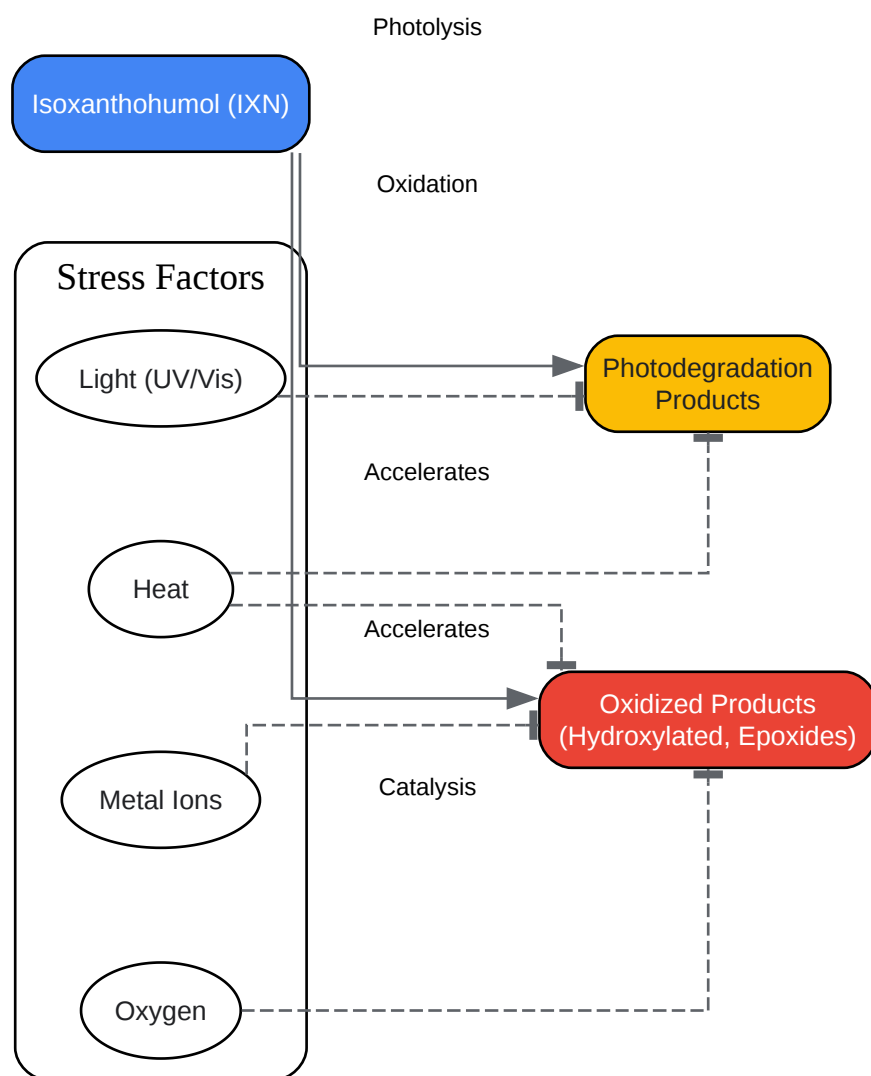 Photolysis
Isoxanthohumol (IXN)
Oxidation
Stress Factors
Light (UV/Vis)
Photodegradation
Products
Accelerates
Heat
Accelerates
Oxidized Products
(Hydroxylated, Epoxides)
Metal Ions
Catalysis
Oxygen